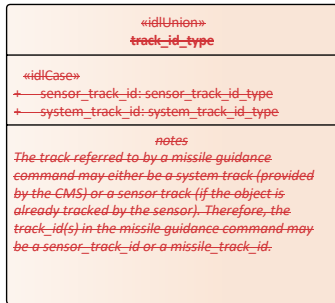 «idlUnion»
track_id_type
«idlCase»
+ sensor_track_id: sensor_track_id_type
+ system_track_id: system_track_id_type
notes
The track referred to by a missile guidance
command may either be a system track (provided
by the CMS) or a sensor track (if the object is
already tracked by the sensor). Therefore, the
track_id(s) in the missile guidance command may
be a sensor_track_id or a missile_track_id.